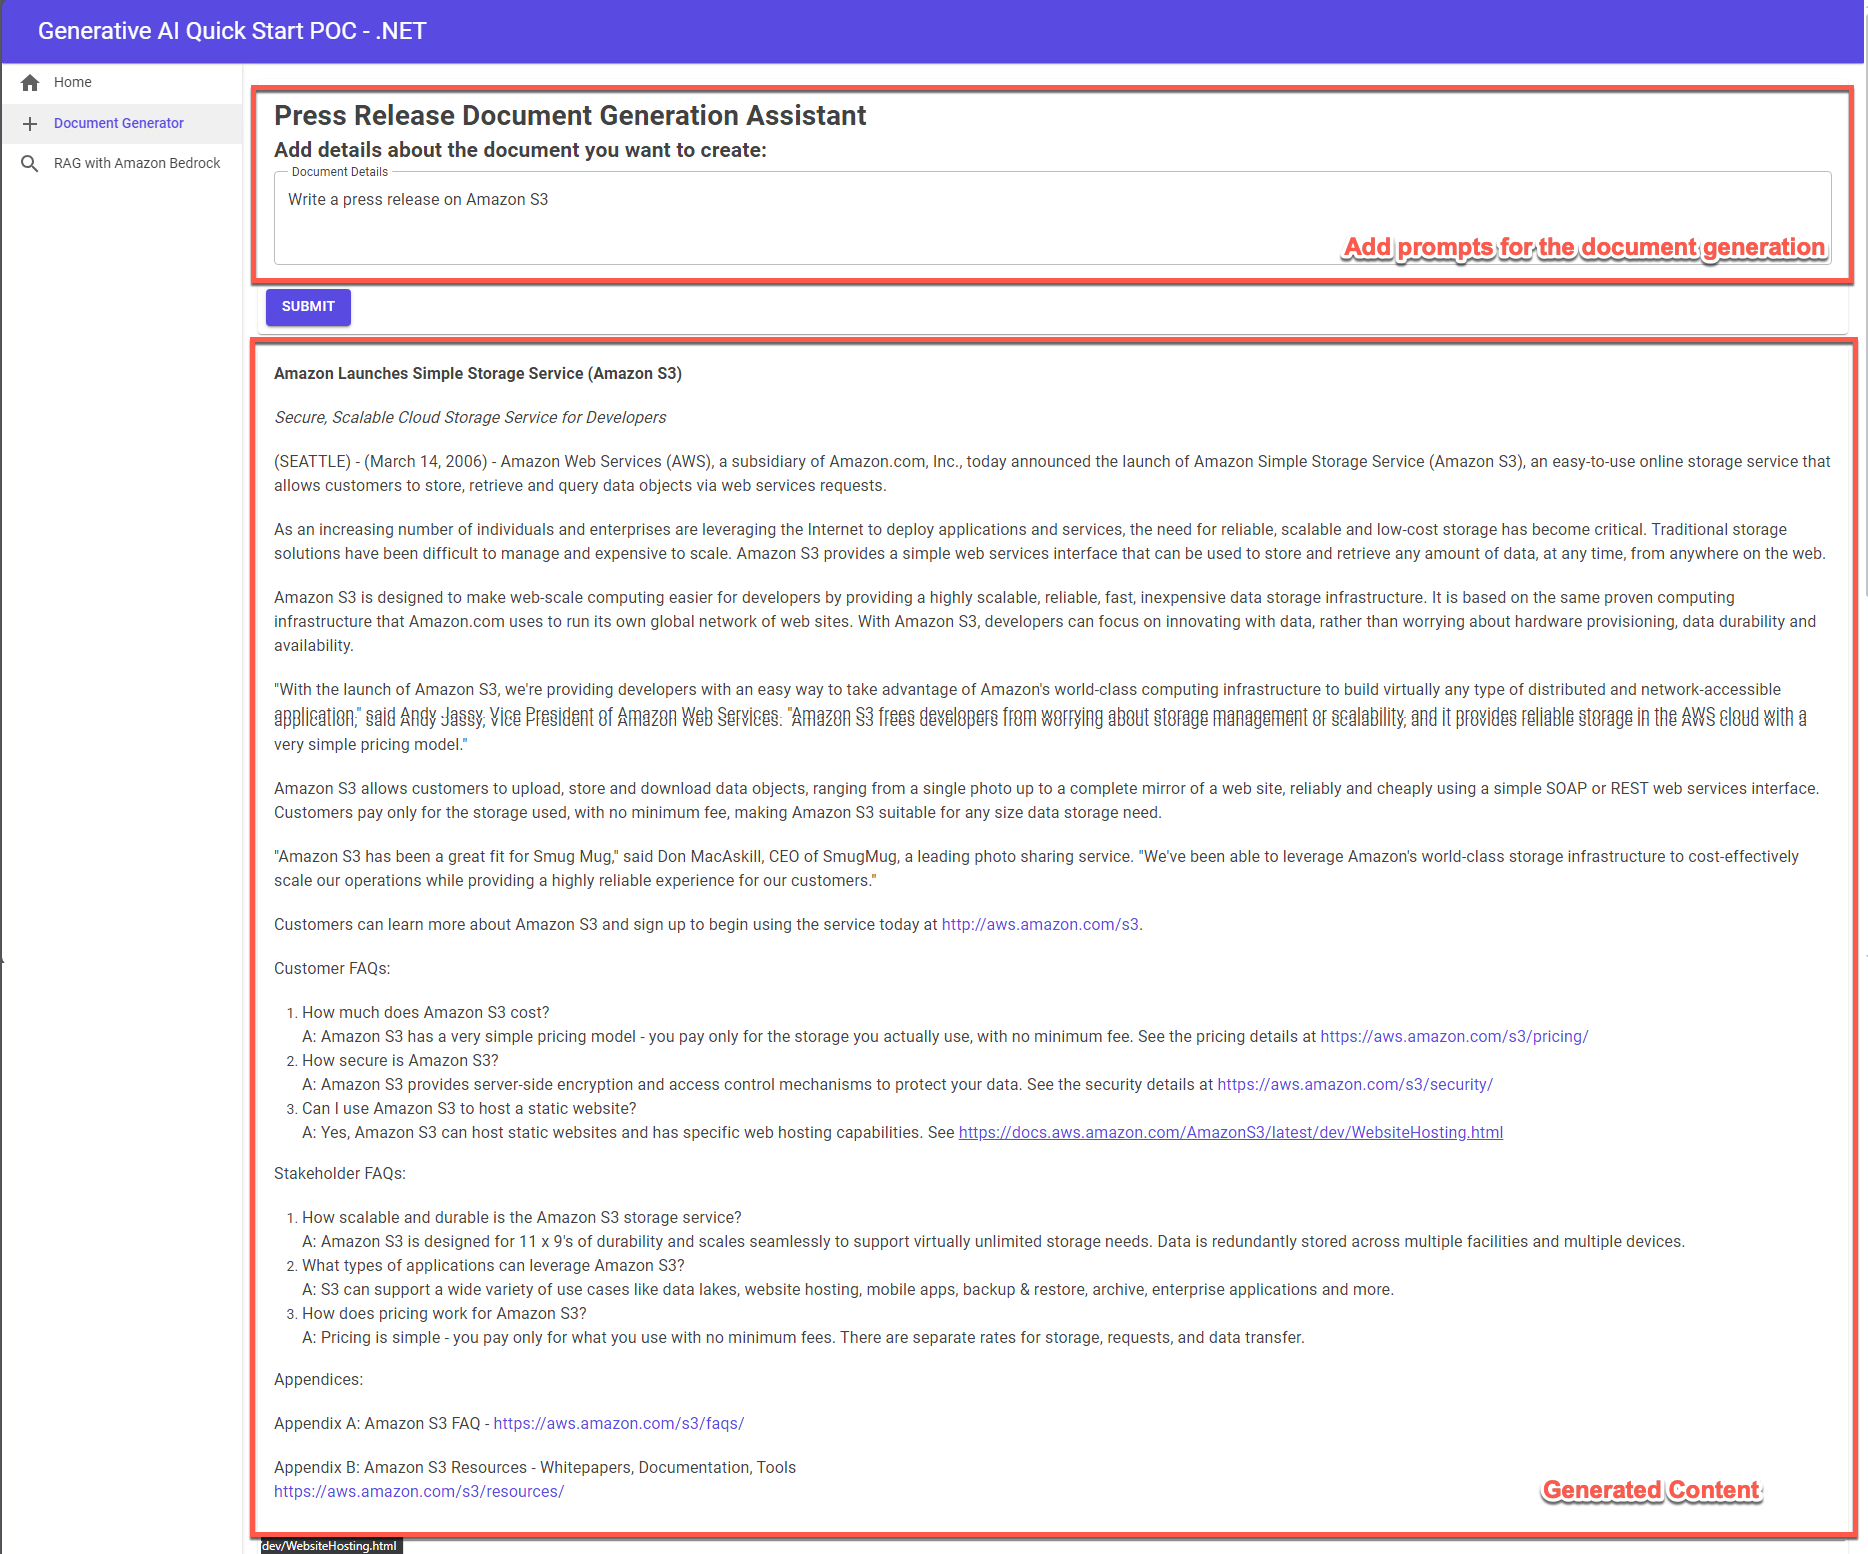 Generative AI Quick Start POC - .NET
Home
Document Generator
RAG with Amazon Bedrock
Press Release Document Generation Assistant
Add details about the document you want to create:
Document Details
Write a press release on Amazon S3
Add prompts for the document generation
SUBMIT
Amazon Launches Simple Storage Service (Amazon S3)
Secure, Scalable Cloud Storage Service for Developers
(SEATTLE) - (March 14, 2006) - Amazon Web Services (AWS), a subsidiary of Amazon.com, Inc., today announced the launch of Amazon Simple Storage Service (Amazon S3), an easy-to-use online storage service that
allows customers to store, retrieve and query data objects via web services requests.
As an increasing number of individuals and enterprises are leveraging the Internet to deploy applications and services, the need for reliable, scalable and low-cost storage has become critical. Traditional storage
solutions have been difficult to manage and expensive to scale. Amazon S3 provides a simple web services interface that can be used to store and retrieve any amount of data, at any time, from anywhere on the web.
Amazon S3 is designed to make web-scale computing easier for developers by providing a highly scalable, reliable, fast, inexpensive data storage infrastructure. It is based on the same proven computing
infrastructure that Amazon.com uses to run its own global network of web sites. With Amazon S3, developers can focus on innovating with data, rather than worrying about hardware provisioning, data durability and
availability.
"With the launch of Amazon S3, we're providing developers with an easy way to take advantage of Amazon's world-class computing infrastructure to build virtually any type of distributed and network-accessible
application," said Andy Jassy, Vice President of Amazon Web Services. "Amazon S3 frees developers from worrying about storage management or scalability, and it provides reliable storage in the AWS cloud with a
very simple pricing model."
Amazon S3 allows customers to upload, store and download data objects, ranging from a single photo up to a complete mirror of a web site, reliably and cheaply using a simple SOAP or REST web services interface.
Customers pay only for the storage used, with no minimum fee, making Amazon S3 suitable for any size data storage need.
"Amazon S3 has been a great fit for Smug Mug," said Don MacAskill, CEO of SmugMug, a leading photo sharing service. "We've been able to leverage Amazon's world-class storage infrastructure to cost-effectively
scale our operations while providing a highly reliable experience for our customers."
Customers can learn more about Amazon S3 and sign up to begin using the service today at http://aws.amazon.com/s3.
Customer FAQs:
1. How much does Amazon S3 cost?
A: Amazon S3 has a very simple pricing model - you pay only for the storage you actually use, with no minimum fee. See the pricing details at https://aws.amazon.com/s3/pricing/
2. How secure is Amazon S3?
A: Amazon S3 provides server-side encryption and access control mechanisms to protect your data. See the security details at https://aws.amazon.com/s3/security/
3. Can I use Amazon S3 to host a static website?
A: Yes, Amazon S3 can host static websites and has specific web hosting capabilities. See https://docs.aws.amazon.com/AmazonS3/latest/dev/WebsiteHosting.html
Stakeholder FAQs:
1. How scalable and durable is the Amazon S3 storage service?
A: Amazon S3 is designed for 11 x 9's of durability and scales seamlessly to support virtually unlimited storage needs. Data is redundantly stored across multiple facilities and multiple devices.
2. What types of applications can leverage Amazon S3?
A: S3 can support a wide variety of use cases like data lakes, website hosting, mobile apps, backup & restore, archive, enterprise applications and more.
3. How does pricing work for Amazon S3?
A: Pricing is simple - you pay only for what you use with no minimum fees. There are separate rates for storage, requests, and data transfer.
Appendices:
Appendix A: Amazon S3 FAQ - https://aws.amazon.com/s3/faqs/
Appendix B: Amazon S3 Resources - Whitepapers, Documentation, Tools
https://aws.amazon.com/s3/resources/
Generated Content
dev/WebsiteHosting.html